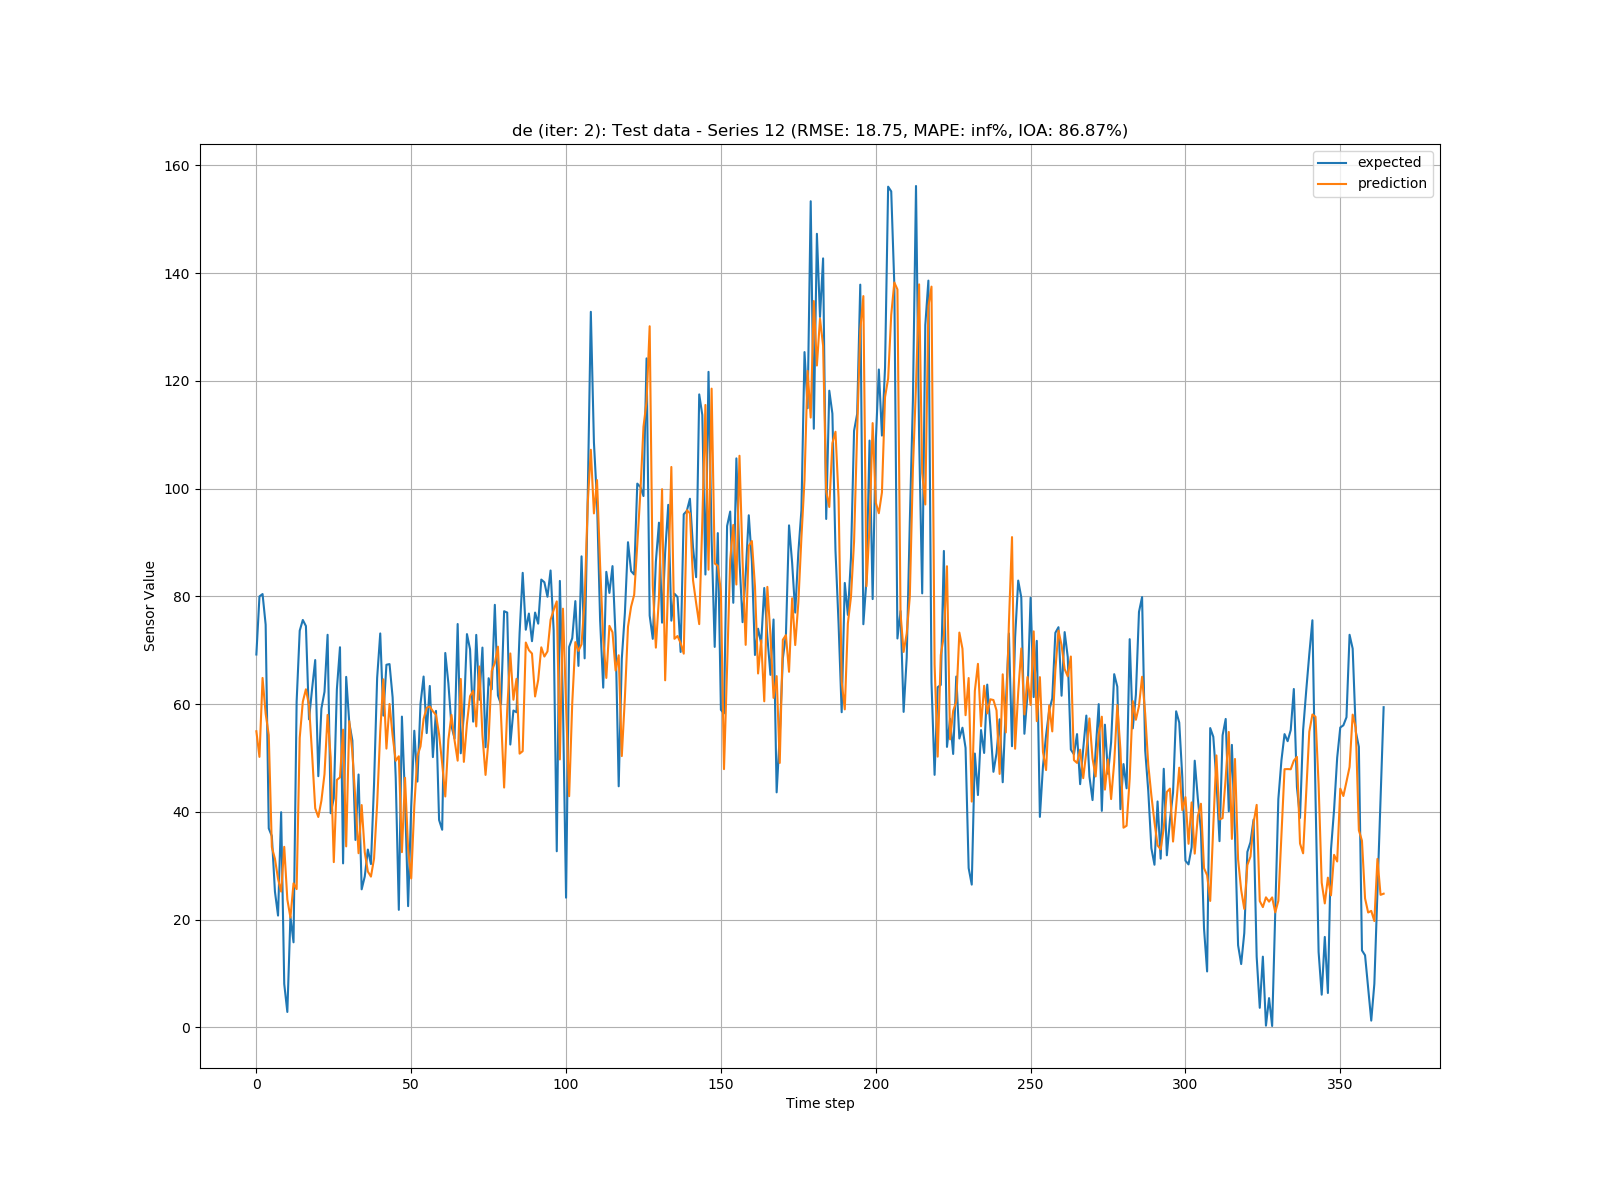 de (iter: 2): Test data - Series 12 (RMSE: 18.75, MAPE: inf%, IOA: 86.87%)
expected
prediction
160
140
120
100
80
60
40
20
0
Sensor Value
0 50 100 150 200 250 300 350
Time step